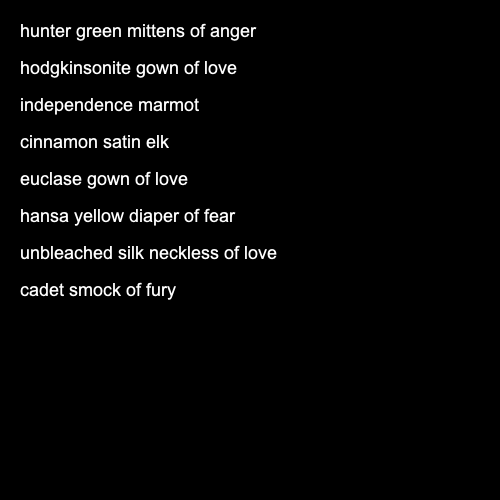 hunter green mittens of anger
hodgkinsonite gown of love
independence marmot
cinnamon satin elk
euclase gown of love
hansa yellow diaper of fear
unbleached silk neckless of love
cadet smock of fury